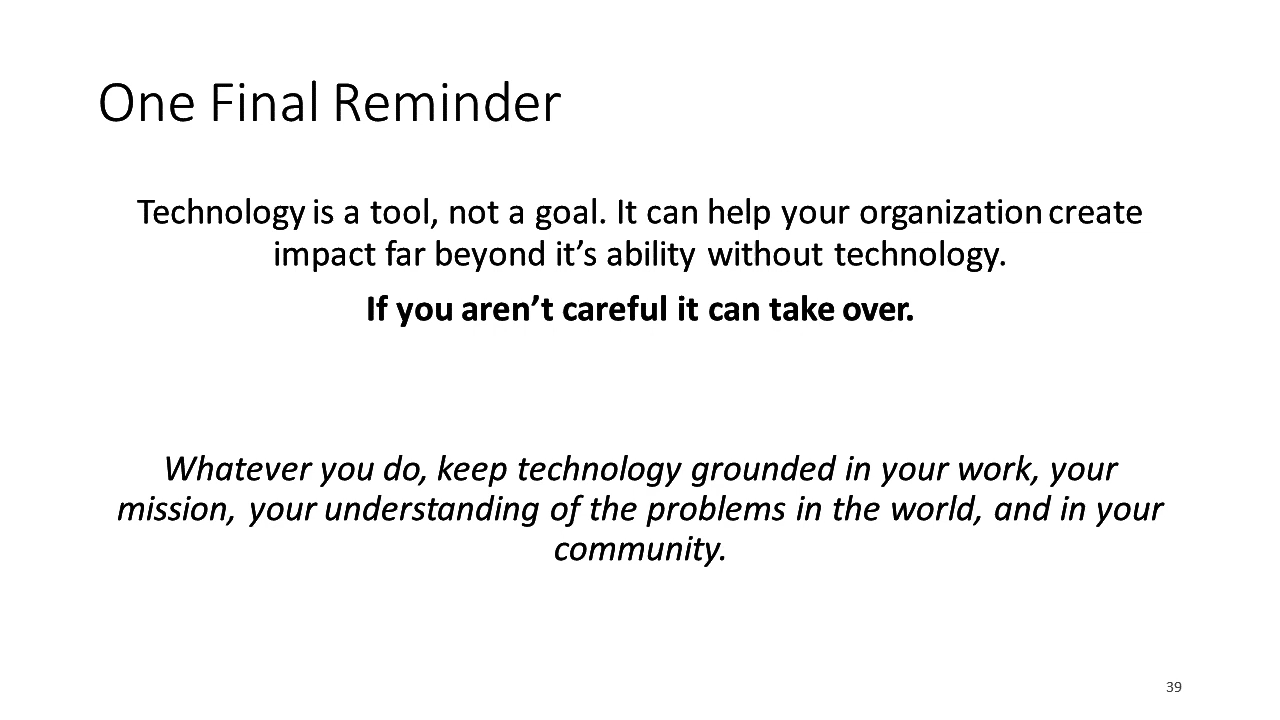 One Final Reminder
Technology is a tool, not a goal. It can help your organization create
impact far beyond it’s ability without technology.
If you aren’t careful it can take over.
Whatever you do, keep technology grounded in your work, your
mission, your understanding of the problems in the world, and in your
community.
39